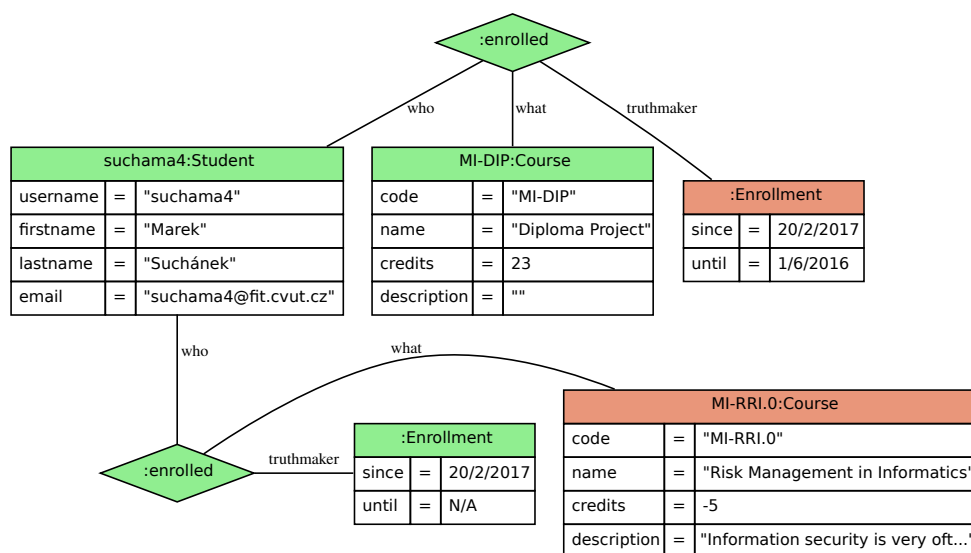 :enrolled
who
what
truthmaker
suchama4:Student
username = "suchama4"
firstname = "Marek"
lastname = "Suchánek"
email = "suchama4@fit.cvut.cz"
MI-DIP:Course
code = "MI-DIP"
name = "Diploma Project"
credits = 23
description = ""
:Enrollment
since = 20/2/2017
until = 1/6/2016
who
what
:enrolled
truthmaker
:Enrollment
since = 20/2/2017
until = N/A
MI-RRI.0:Course
code = "MI-RRI.0"
name = "Risk Management in Informatics"
credits = -5
description = "Information security is very oft..."